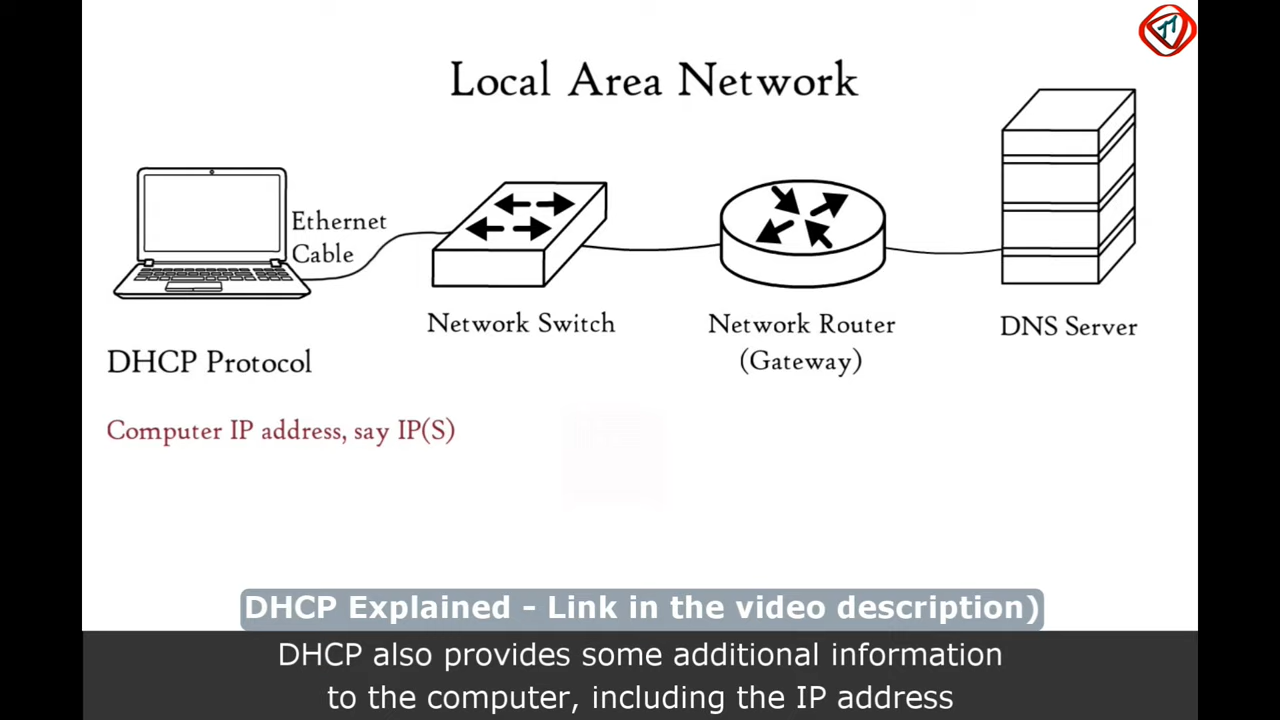 Local Area Network
Ethernet
Cable
Network Switch
Network Router
(Gateway)
DNS Server
DHCP Protocol
Computer IP address, say IP(S)
DHCP Explained - Link in the video description)
DHCP also provides some additional information
to the computer, including the IP address